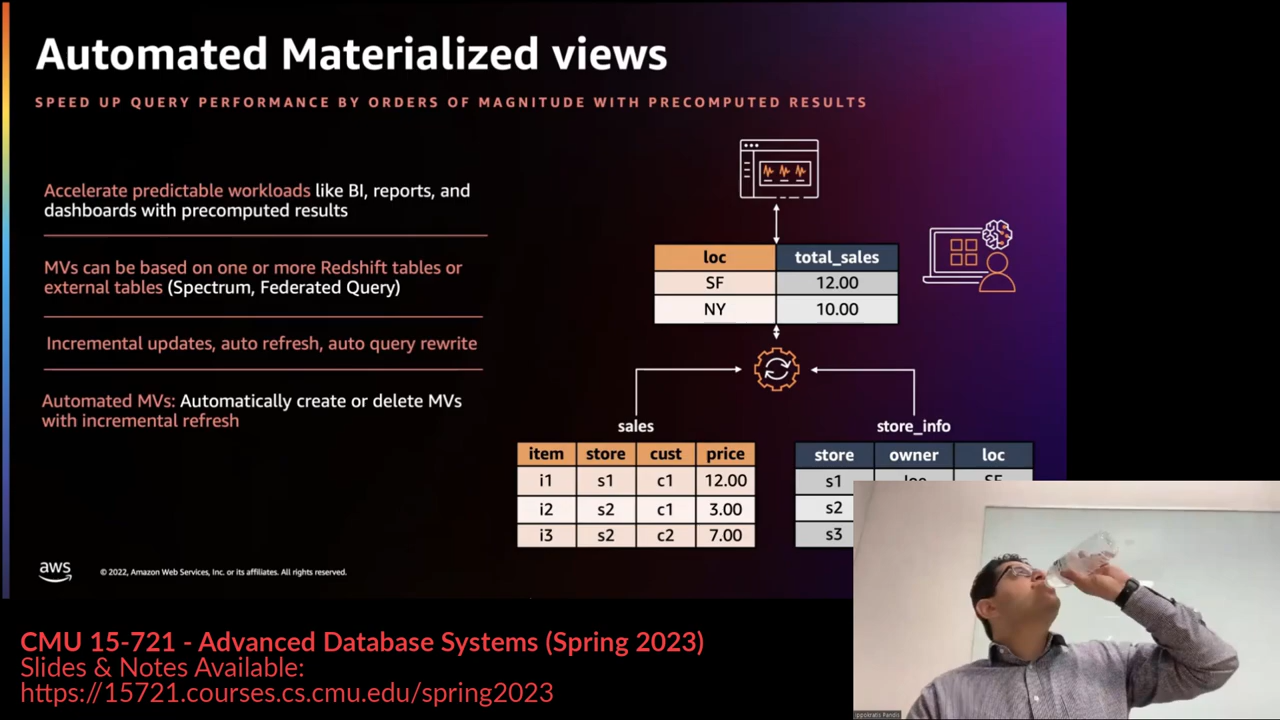 Automated Materialized views
SPEED UP QUERY PERFORMANCE BY ORDERS OF MAGNITUDE WITH PRECOMPUTED RESULTS
Accelerate predictable workloads like BI, reports, and
dashboards with precomputed results
MVs can be based on one or more Redshift tables or
external tables (Spectrum, Federated Query)
Incremental updates, auto refresh, auto query rewrite
Automated MVs: Automatically create or delete MVs
with incremental refresh
loc total_sales
SF 12.00
NY 10.00
sales
item store cust price
i1 s1 c1 12.00
i2 s2 c1 3.00
i3 s2 c2 7.00
store_info
store owner loc
s1
s2
s3
aws
© 2022, Amazon Web Services, Inc. or its affiliates. All rights reserved.
CMU 15-721 - Advanced Database Systems (Spring 2023)
Slides & Notes Available:
https://15721.courses.cs.cmu.edu/spring2023
Ippokratis Pandis